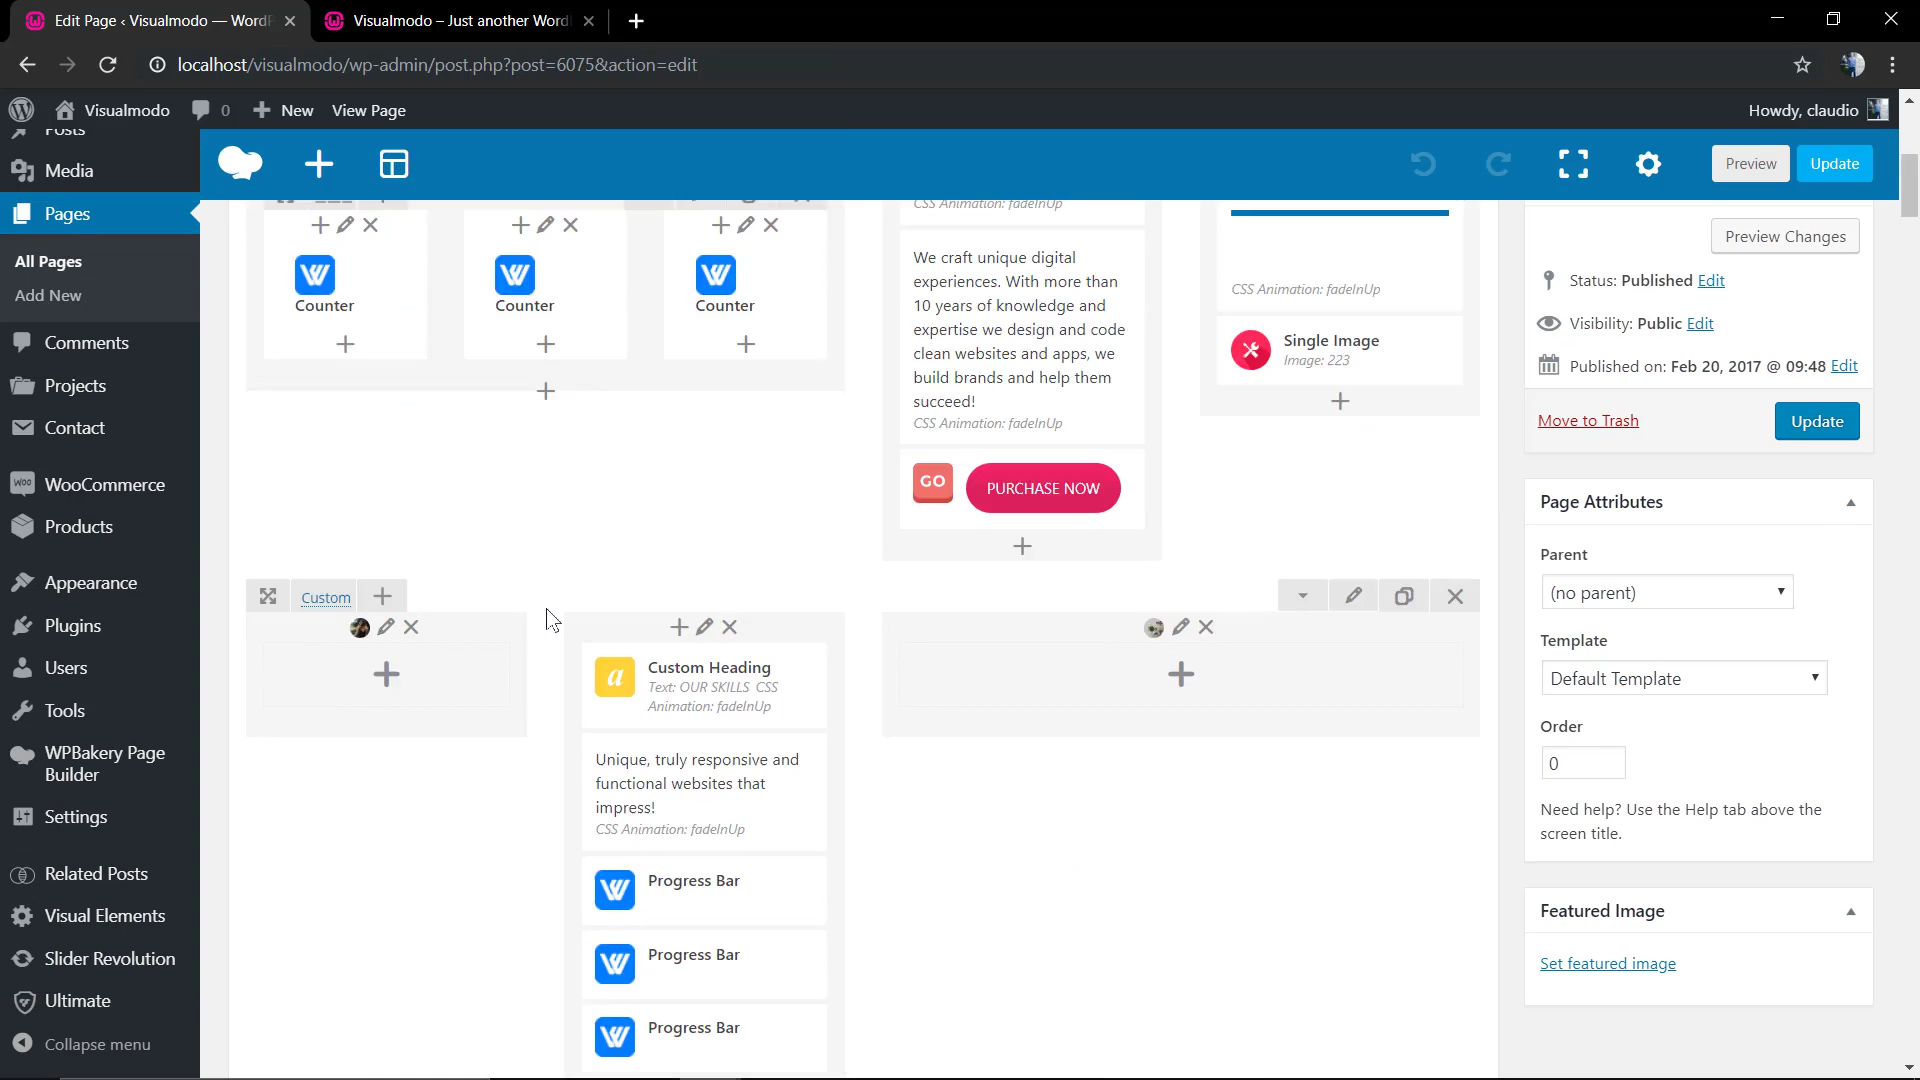 Edit Page ‹ Visualmodo — WordP
Visualmodo – Just another Word
localhost/visualmodo/wp-admin/post.php?post=6075&action=edit
Visualmodo
0
New
View Page
Howdy, claudio
Posts
Media
Pages
All Pages
Add New
Comments
Projects
Contact
WooCommerce
Products
Appearance
Plugins
Users
Tools
WPBakery Page
Builder
Settings
Related Posts
Visual Elements
Slider Revolution
Ultimate
Collapse menu
Preview
Update
Counter
Counter
Counter
CSS Animation: fadeInUp
We craft unique digital
experiences. With more than
10 years of knowledge and
expertise we design and code
clean websites and apps, we
build brands and help them
succeed!
CSS Animation: fadeInUp
GO
PURCHASE NOW
CSS Animation: fadeInUp
Single Image
Image: 223
Custom
a
Custom Heading
Text: OUR SKILLS CSS
Animation: fadeInUp
Unique, truly responsive and
functional websites that
impress!
CSS Animation: fadeInUp
Progress Bar
Progress Bar
Progress Bar
Preview Changes
Status: Published Edit
Visibility: Public Edit
Published on: Feb 20, 2017 @ 09:48 Edit
Move to Trash
Update
Page Attributes
Parent
(no parent)
Template
Default Template
Order
0
Need help? Use the Help tab above the
screen title.
Featured Image
Set featured image